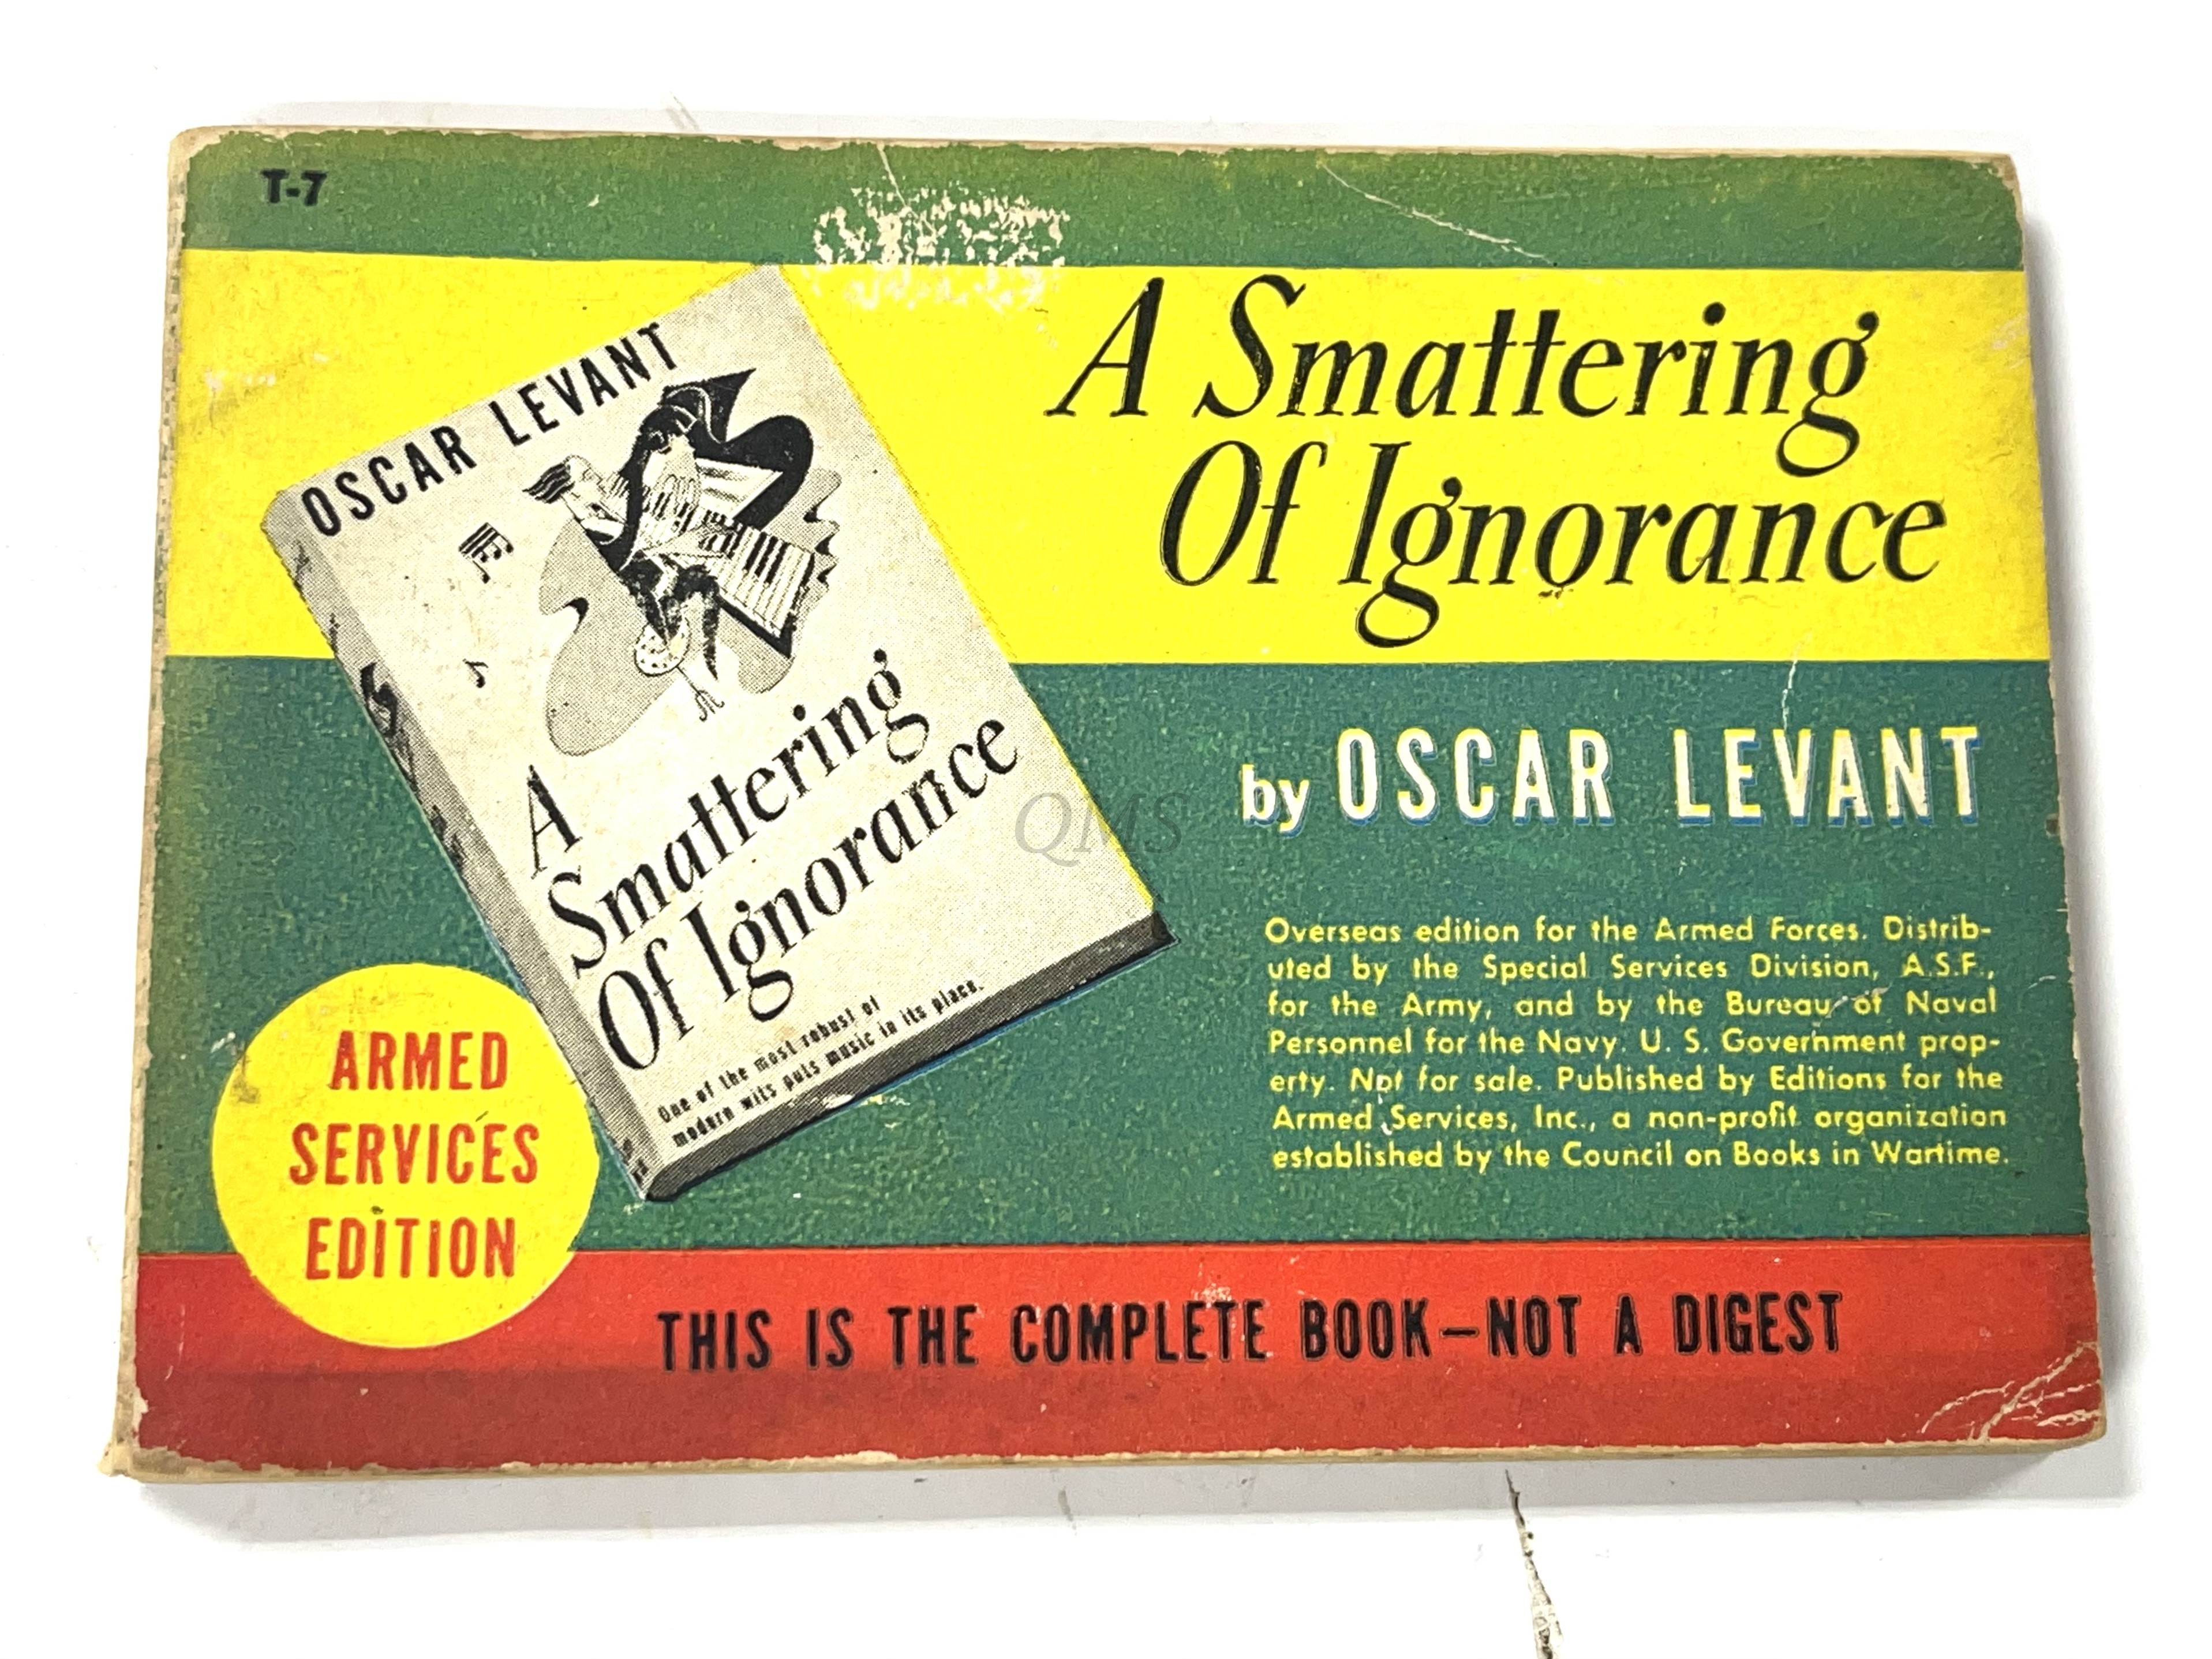 T-7
A Smattering
Of Ignorance
by OSCAR LEVANT
OSCAR LEVANT
A
Smattering
Of Ignorance
One of the most robust of
modern wits puts music in its place.
QMS
Overseas edition for the Armed Forces. Distrib-
uted by the Special Services Division, A.S.F.,
for the Army, and by the Bureau of Naval
Personnel for the Navy. U. S. Government prop-
erty. Not for sale. Published by Editions for the
Armed Services, Inc., a non-profit organization
established by the Council on Books in Wartime.
ARMED
SERVICES
EDITION
THIS IS THE COMPLETE BOOK—NOT A DIGEST